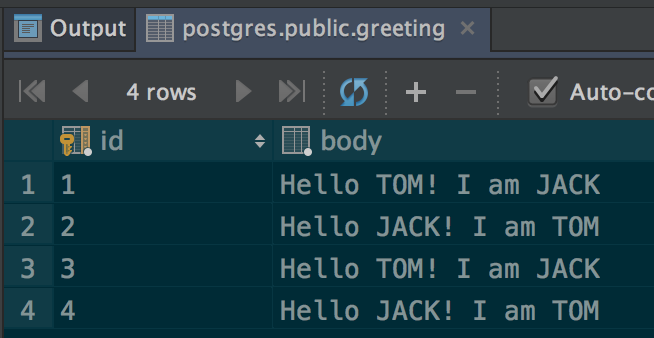 Output postgres.public.greeting
4 rows Auto-co
id body
1 1 Hello TOM! I am JACK
2 2 Hello JACK! I am TOM
3 3 Hello TOM! I am JACK
4 4 Hello JACK! I am TOM